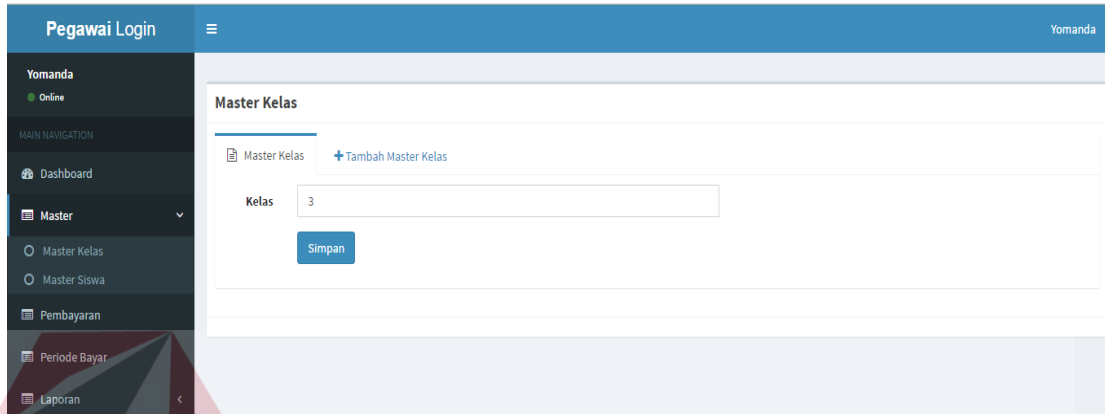 Pegawai Login
Yomanda
Yomanda
Online
MAIN NAVIGATION
Dashboard
Master
Master Kelas
Master Siswa
Pembayaran
Periode Bayar
Laporan
Master Kelas
Master Kelas
+Tambah Master Kelas
Kelas
3
Simpan